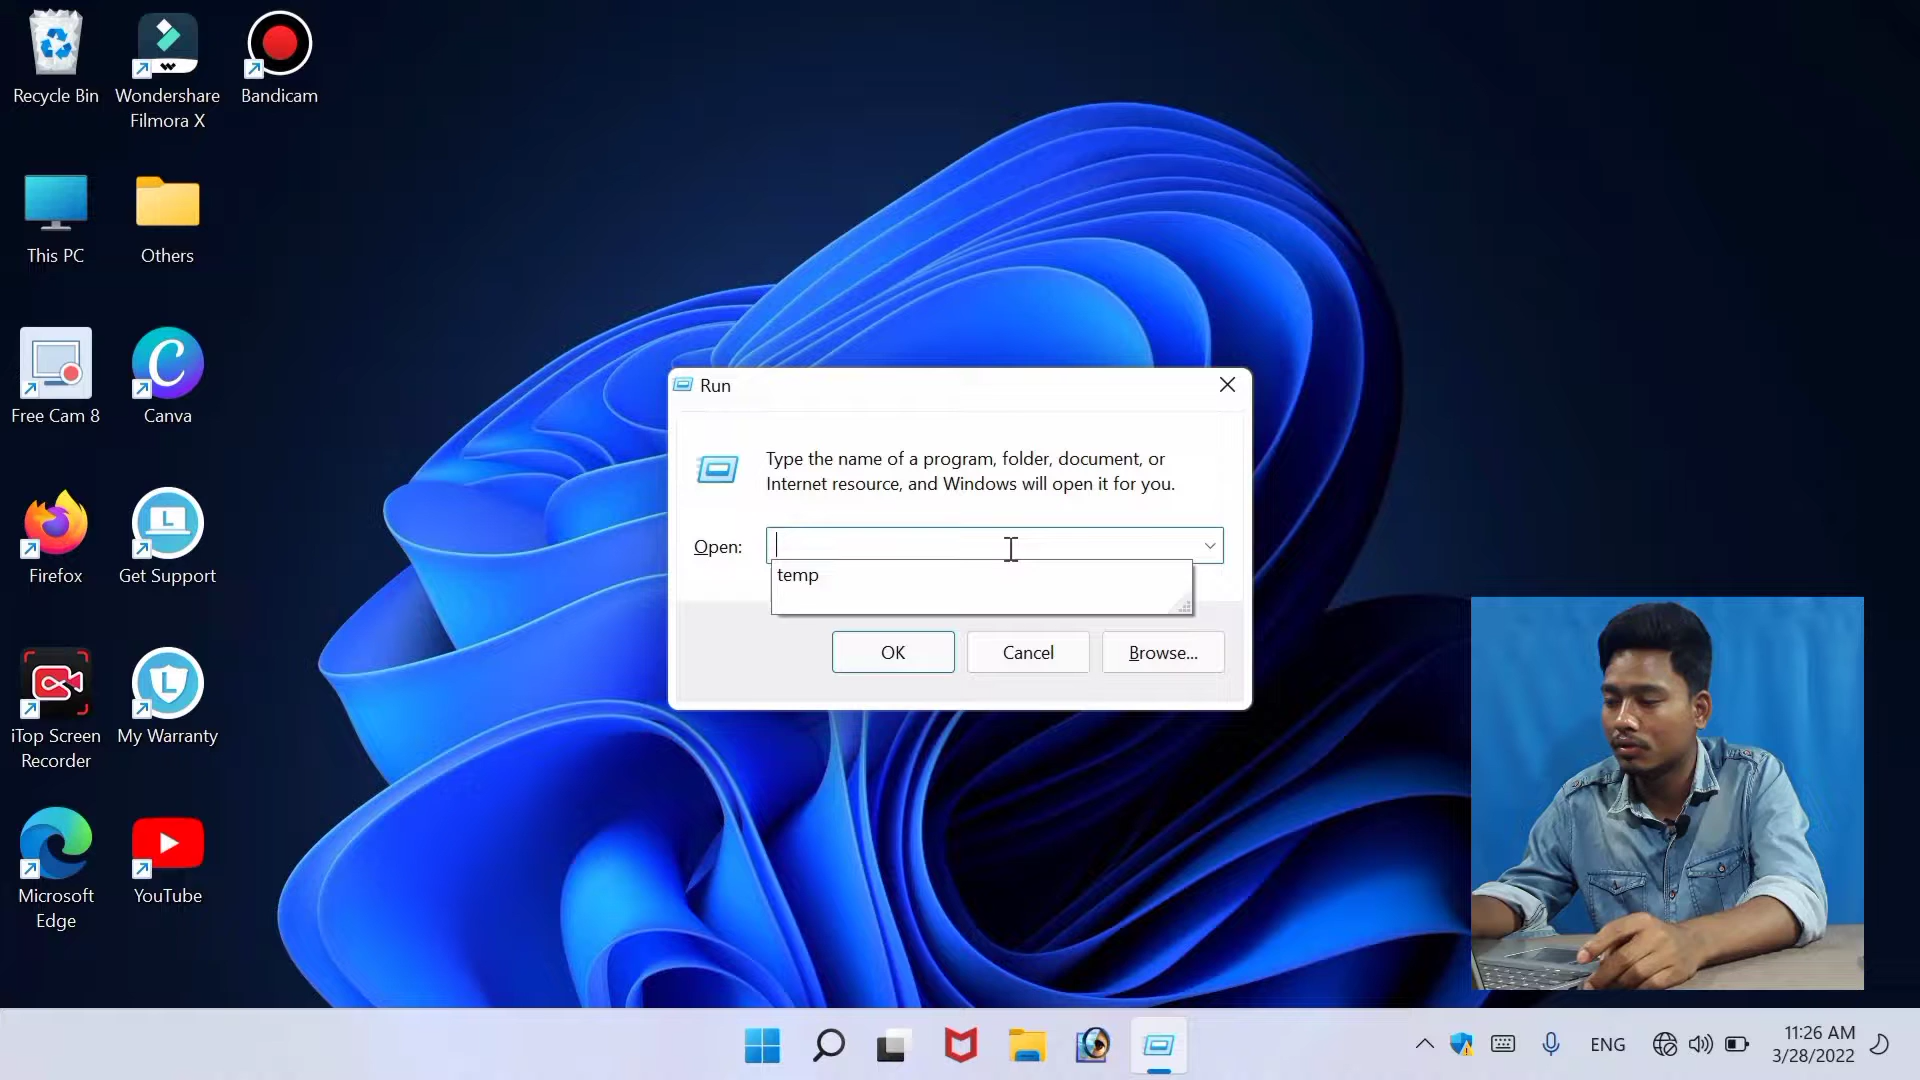 Recycle Bin
Wondershare
Filmora X
Bandicam
This PC
Others
Free Cam 8
Canva
Firefox
Get Support
iTop Screen
Recorder
My Warranty
Microsoft
Edge
YouTube
Run
Type the name of a program, folder, document, or
Internet resource, and Windows will open it for you.
Open:
temp
OK
Cancel
Browse...
ENG
11:26 AM
3/28/2022